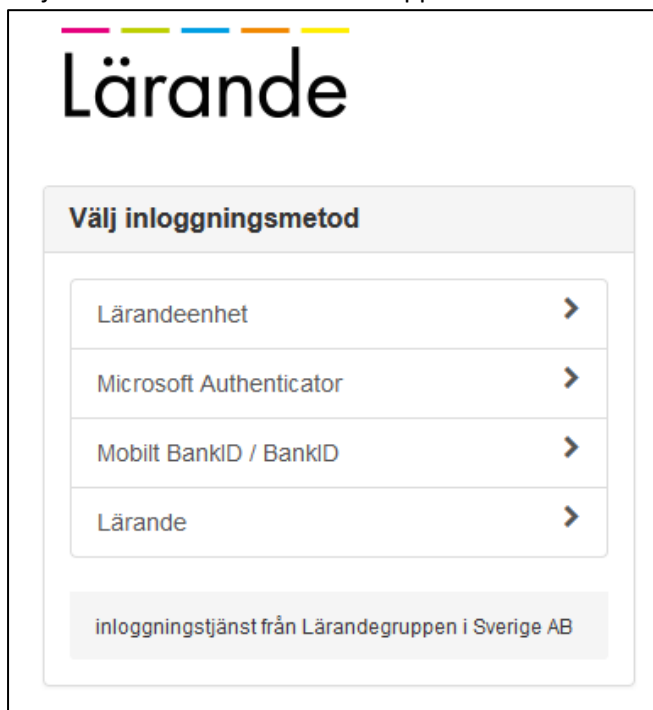 Lärande
Välj inloggningsmetod
Lärandeenhet
Microsoft Authenticator
Mobilt BankID / BankID
Lärande
inloggningstjänst från Lärandegruppen i Sverige AB